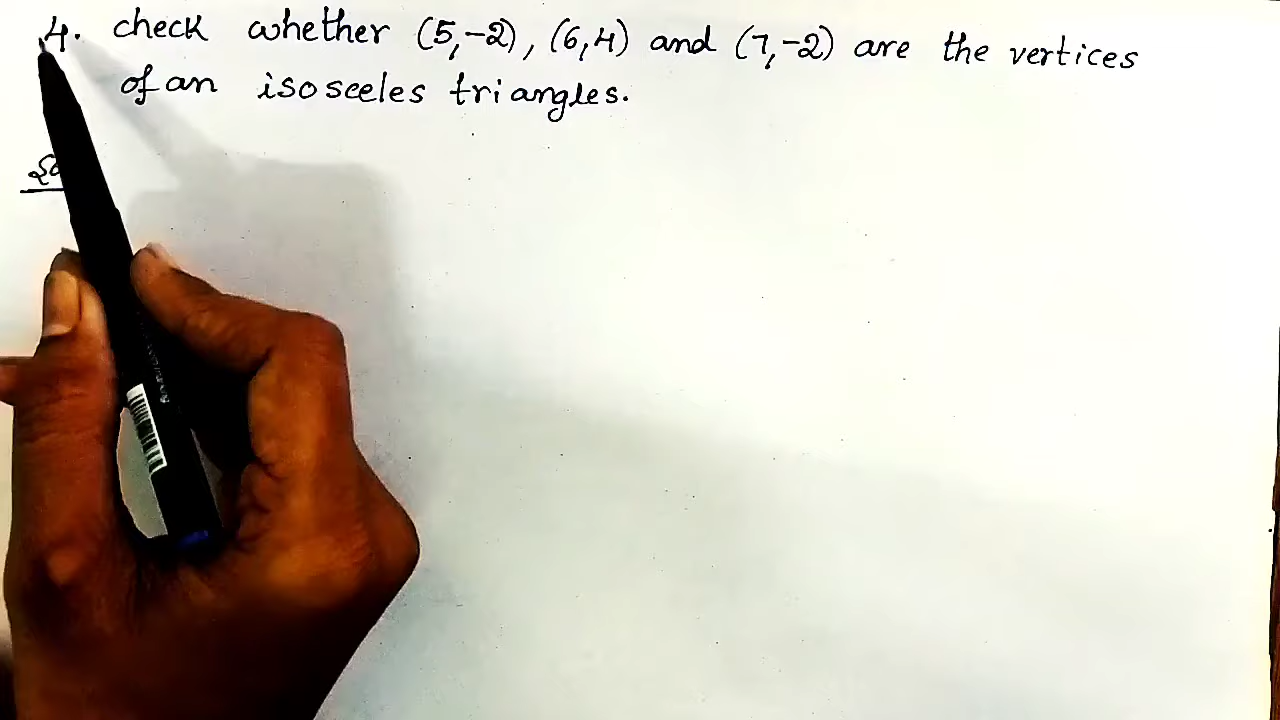 4. check whether (5,-2), (6,4) and (7,-2) are the vertices
of an isosceles triangles.